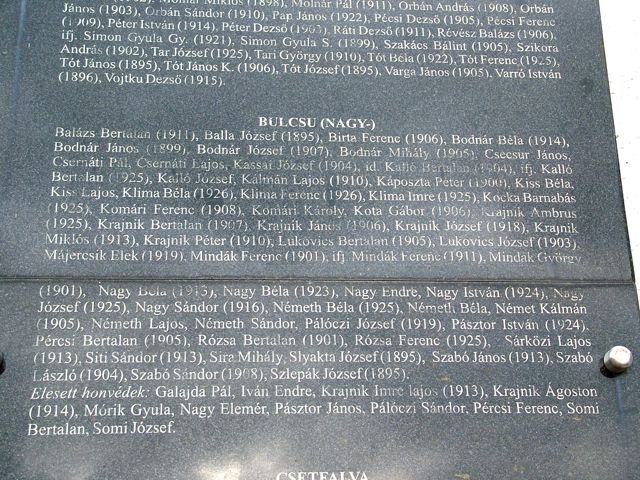 Molnár Miklós (1898), Molnár Pál (1911), Orbán András (1908), Orbán
János (1903), Orbán Sándor (1910), Pap János (1922), Pécsi Dezső (1905), Pécsi Ferenc
(1909), Péter István (1914), Péter Dezső (1903), Ráti Dezső (1911), Révész Balázs (1906),
ifj. Simon Gyula Gy. (1921), Simon Gyula S. (1899), Szakács Bálint (1905), Szikora
András (1902), Tar József (1925), Tari György (1910), Tót Béla (1922), Tót Ferenc (1925),
Tót János (1895), Tót János K. (1906), Tót József (1895), Varga János (1905), Varró István
(1896), Vojtku Dezső (1915).
BULCSU (NAGY-)
Balázs Bertalan (1911), Balla József (1895), Birta Ferenc (1906), Bodnár Béla (1914),
Bodnár János (1899), Bodnár József (1907), Bodnár Mihály (1905), Csecsur János,
Csernáti Pál, Csernáti Lajos, Kassai József (1904), id. Kalló Bertalan (1904), ifj. Kalló
Bertalan (1925), Kalló József, Kálmán Lajos (1910), Káposzta Péter (1900), Kiss Béla,
Kiss Lajos, Klima Béla (1926), Klima Ferenc (1926), Klima Imre (1925), Kocka Barnabás
(1925), Komári Ferenc (1908), Komári Károly, Kota Gábor (1906), Krajnik Ambrus
(1925), Krajnik Bertalan (1907), Krajnik János (1906), Krajnik József (1918), Krajnik
Miklós (1913), Krajnik Péter (1910), Lukovics Bertalan (1905), Lukovics József (1903),
Májercsik Elek (1919), Mindák Ferenc (1901), ifj. Mindák Ferenc (1911), Mindák György
(1901), Nagy Béla (1913), Nagy Béla (1923), Nagy Endre, Nagy István (1924), Nagy
József (1925), Nagy Sándor (1916), Németh Béla (1925), Németh Béla, Német Kálmán
(1905), Németh Lajos, Németh Sándor, Pálóczi József (1919), Pásztor István (1924),
Pércsi Bertalan (1905), Rózsa Bertalan (1901), Rózsa Ferenc (1925), Sárközi Lajos
(1913), Siti Sándor (1913), Sira Mihály, Slyakta József (1895), Szabó János (1913), Szabó
László (1904), Szabó Sándor (1908), Szlepák József (1895).
Elesett honvédek: Galajda Pál, Iván Endre, Krajnik Imre lajos (1913), Krajnik Ágoston
(1914), Mórik Gyula, Nagy Elemér, Pásztor János, Pálóczi Sándor, Pércsi Ferenc, Somi
Bertalan, Somi József.
CSETFALVA